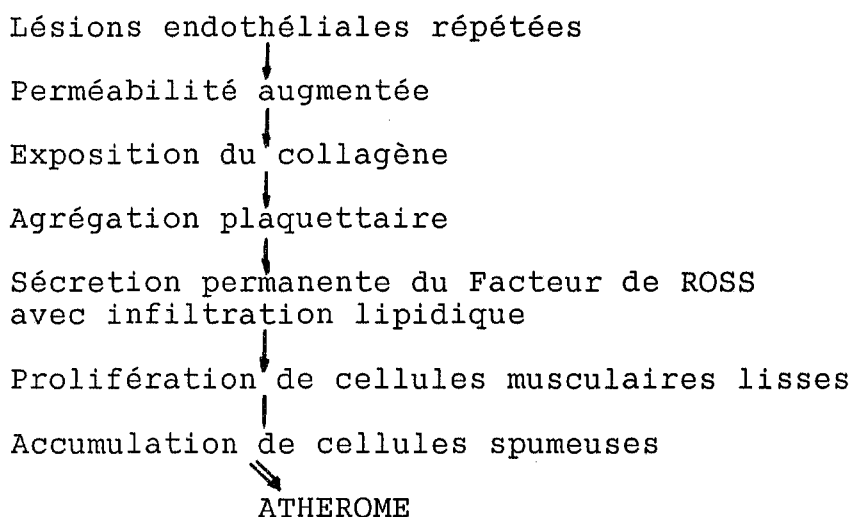 Lésions endothéliales répétées
Perméabilité augmentée
Exposition du collagène
Agrégation plaquettaire
Sécretion permanente du Facteur de ROSS
avec infiltration lipidique
Prolifération de cellules musculaires lisses
Accumulation de cellules spumeuses
ATHEROME